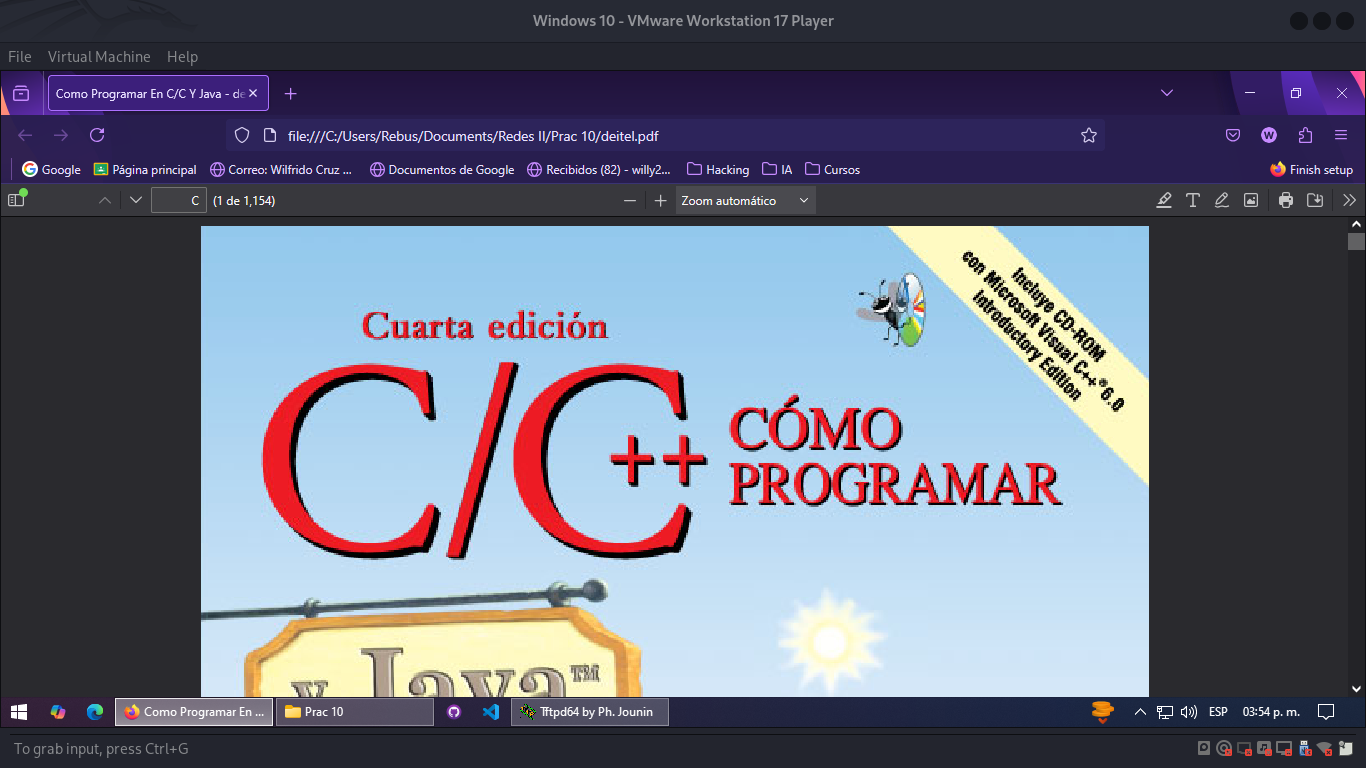 Windows 10 - VMware Workstation 17 Player
File Virtual Machine Help
Como Programar En C/C Y Java - de
file:///C:/Users/Rebus/Documents/Redes II/Prac 10/deitel.pdf
Google Página principal Correo: Wilfrido Cruz ... Documentos de Google Recibidos (82) - willy2... Hacking IA Cursos Finish setup
C (1 de 1,154) Zoom automático
Incluye CD-ROM
con Microsoft Visual C++® 6.0
Introductory Edition
Cuarta edición
C/C++ CÓMO
PROGRAMAR
y Java™
Como Programar En ... Prac 10 Tftpd64 by Ph. Jounin ESP 03:54 p. m.
To grab input, press Ctrl+G